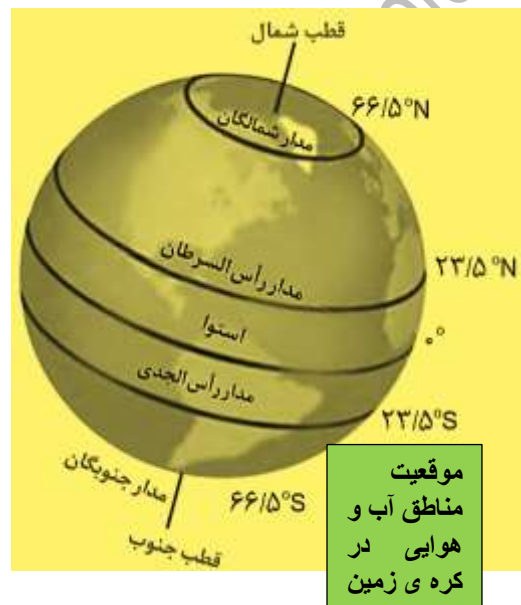 قطب شمال
۶۶/۵°N
مدار شمالگان
مدار رأس السرطان
۲۳/۵°N
استوا
۰°
مدار رأس الجدی
۲۳/۵°S
مدار جنوبگان
۶۶/۵°S
قطب جنوب
موقعیت
مناطق آب و
هوایی در
کره ی زمین